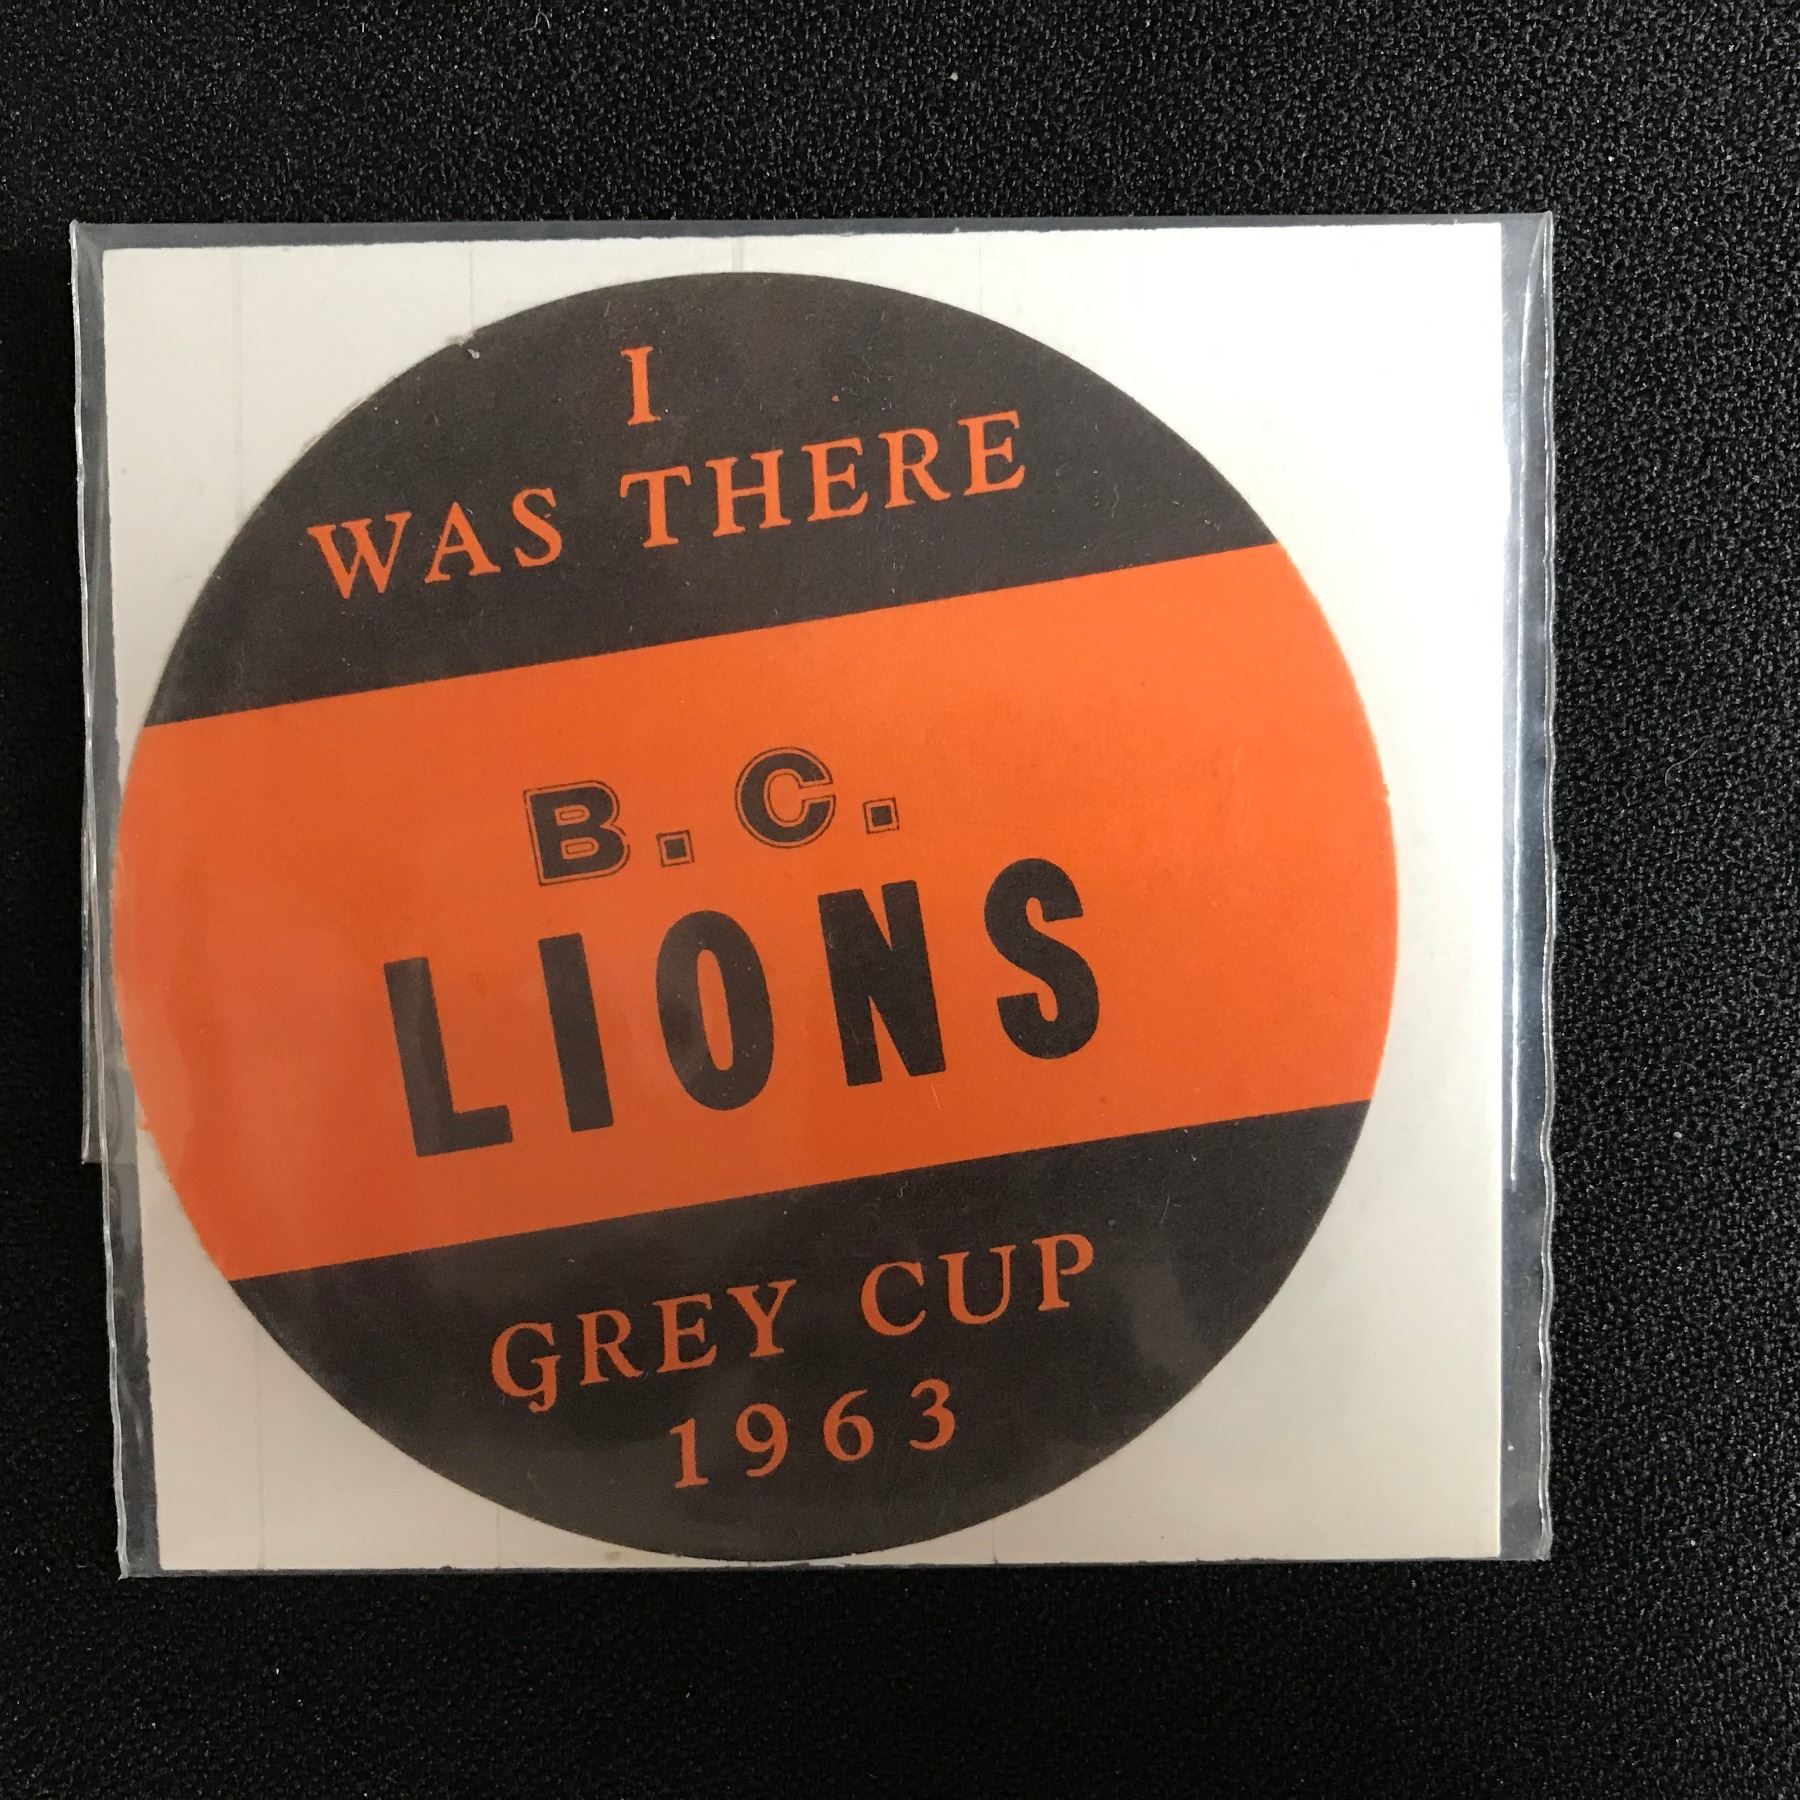 I
WAS THERE
B.C.
LIONS
GREY CUP
1963